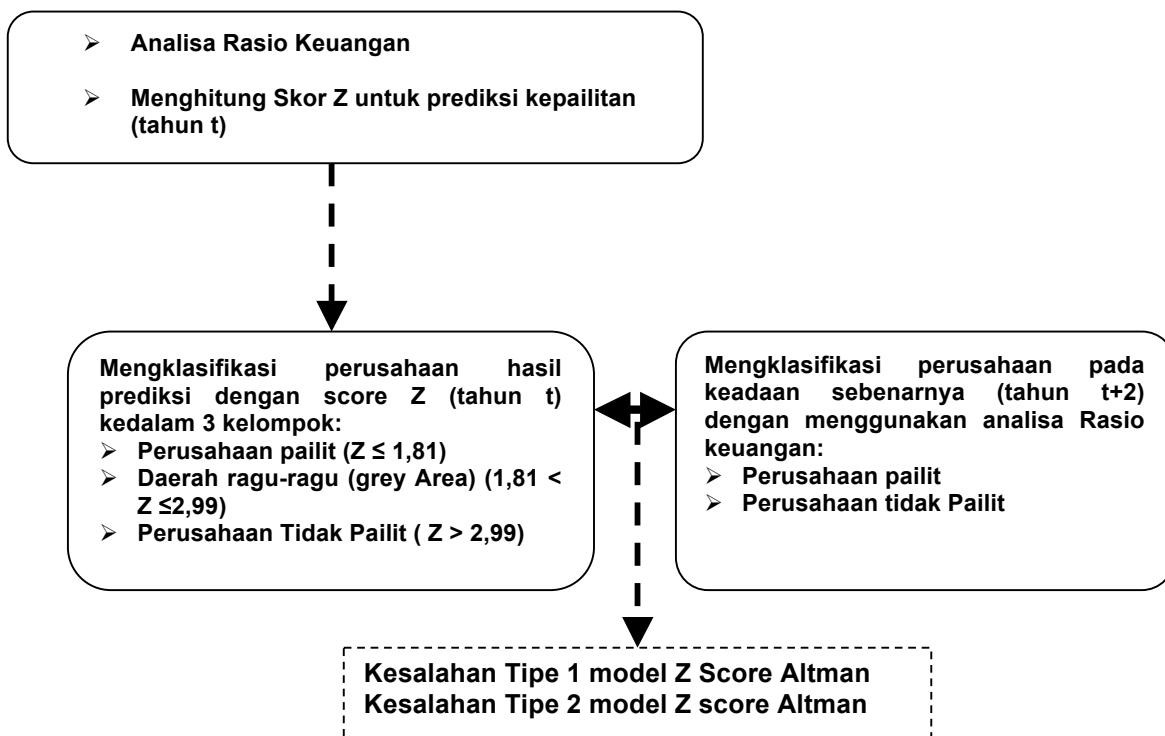 ➢ Analisa Rasio Keuangan
➢ Menghitung Skor Z untuk prediksi kepailitan
(tahun t)
Mengklasifikasi perusahaan hasil
prediksi dengan score Z (tahun t)
kedalam 3 kelompok:
➢ Perusahaan pailit (Z ≤ 1,81)
➢ Daerah ragu-ragu (grey Area) (1,81 <
Z ≤2,99)
➢ Perusahaan Tidak Pailit ( Z > 2,99)
Mengklasifikasi perusahaan pada
keadaan sebenarnya (tahun t+2)
dengan menggunakan analisa Rasio
keuangan:
➢ Perusahaan pailit
➢ Perusahaan tidak Pailit
Kesalahan Tipe 1 model Z Score Altman
Kesalahan Tipe 2 model Z score Altman